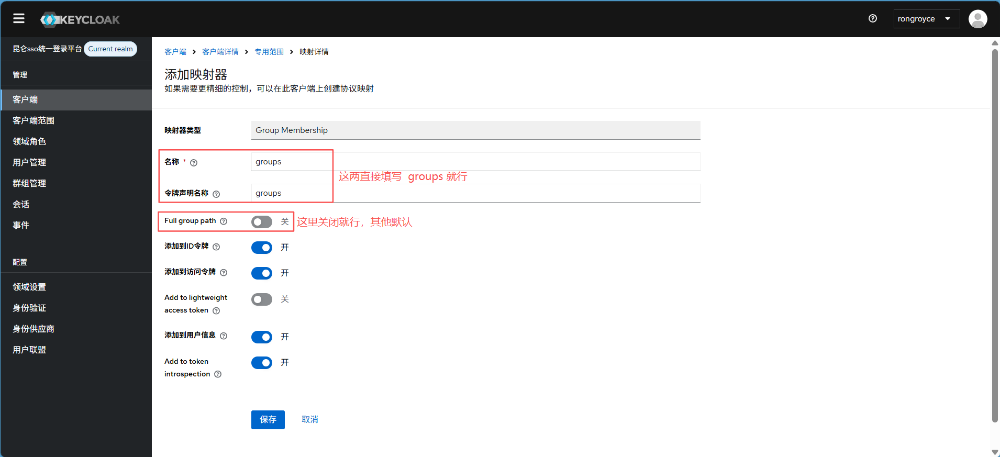 KEYCLOAK
rongroyce
昆仑sso统一登录平台 Current realm
管理
客户端
客户端范围
领域角色
用户管理
群组管理
会话
事件
配置
领域设置
身份验证
身份供应商
用户联盟
客户端 > 客户端详情 > 专用范围 > 映射详情
添加映射器
如果需要更精细的控制，可以在此客户端上创建协议映射
映射器类型 Group Membership
名称 * groups
这两直接填写 groups 就行
令牌声明名称 groups
Full group path 关 这里关闭就行，其他默认
添加到ID令牌 开
添加到访问令牌 开
Add to lightweight
access token 关
添加到用户信息 开
Add to token
introspection 开
保存 取消